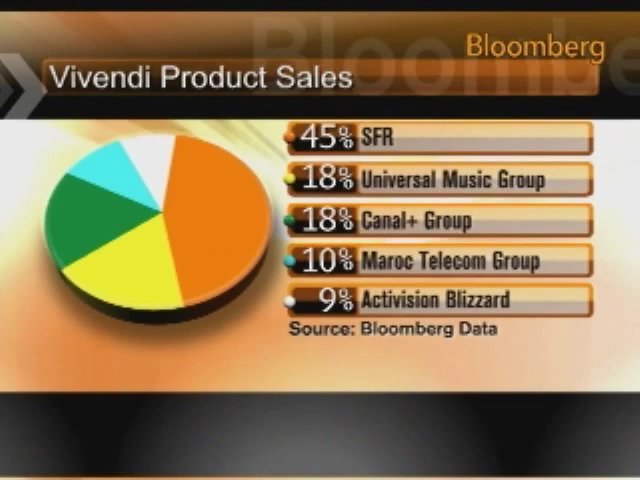 Bloomberg
Vivendi Product Sales
45% SFR
18% Universal Music Group
18% Canal+ Group
10% Maroc Telecom Group
9% Activision Blizzard
Source: Bloomberg Data